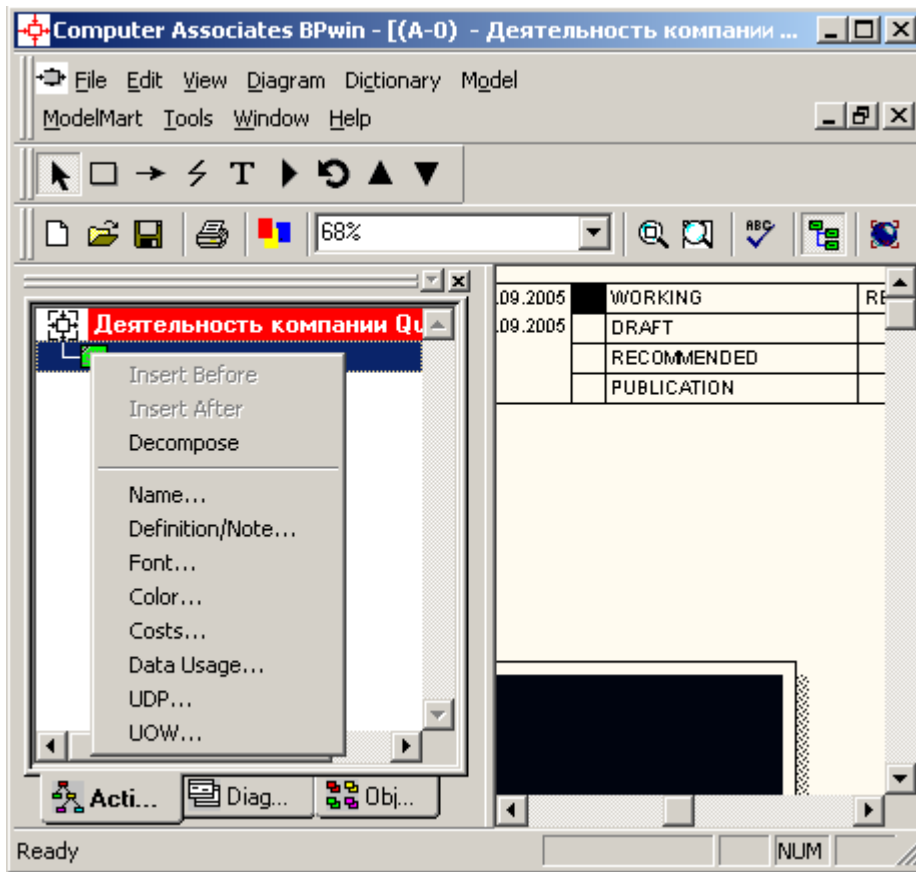 Computer Associates BPwin - [(A-0) - Деятельность компании ...
File Edit View Diagram Dictionary Model
ModelMart Tools Window Help
T
68%
ABC
.09.2005 WORKING RE
.09.2005 DRAFT
RECOMMENDED
PUBLICATION
Деятельность компании Qu
Insert Before
Insert After
Decompose
Name...
Definition/Note...
Font...
Color...
Costs...
Data Usage...
UDP...
UOW...
Acti... Diag... Obj...
Ready NUM